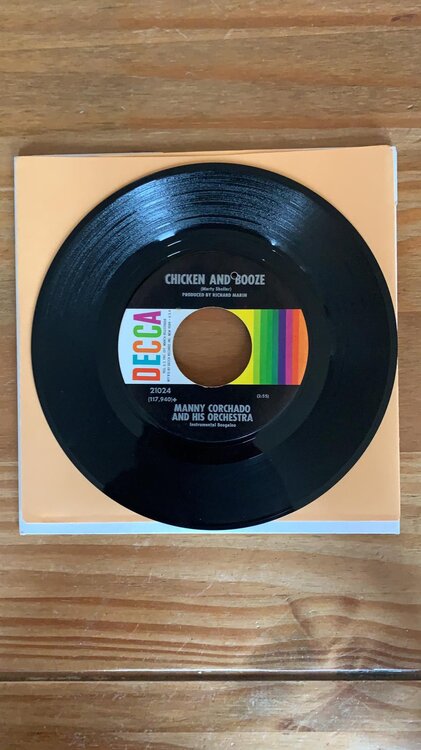 CHICKEN AND BOOZE
(Marty Sheller)
PRODUCED BY RICHARD MARIN
DECCA
21024
(117,940)✦
(2:55)
MANNY CORCHADO
AND HIS ORCHESTRA
Instrumental Boogaloo